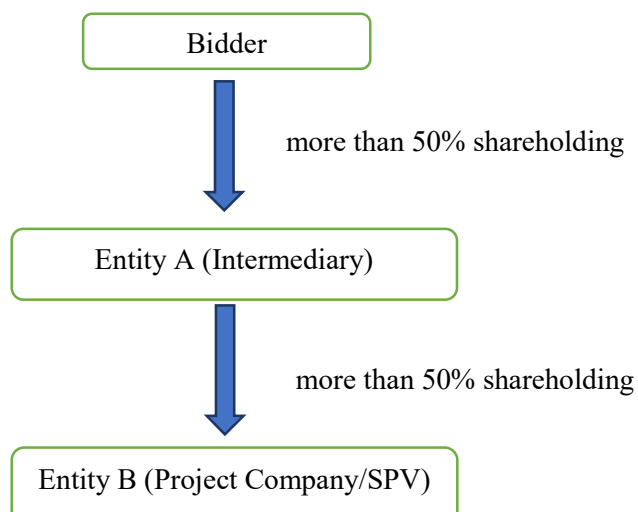 Bidder
more than 50% shareholding
Entity A (Intermediary)
more than 50% shareholding
Entity B (Project Company/SPV)